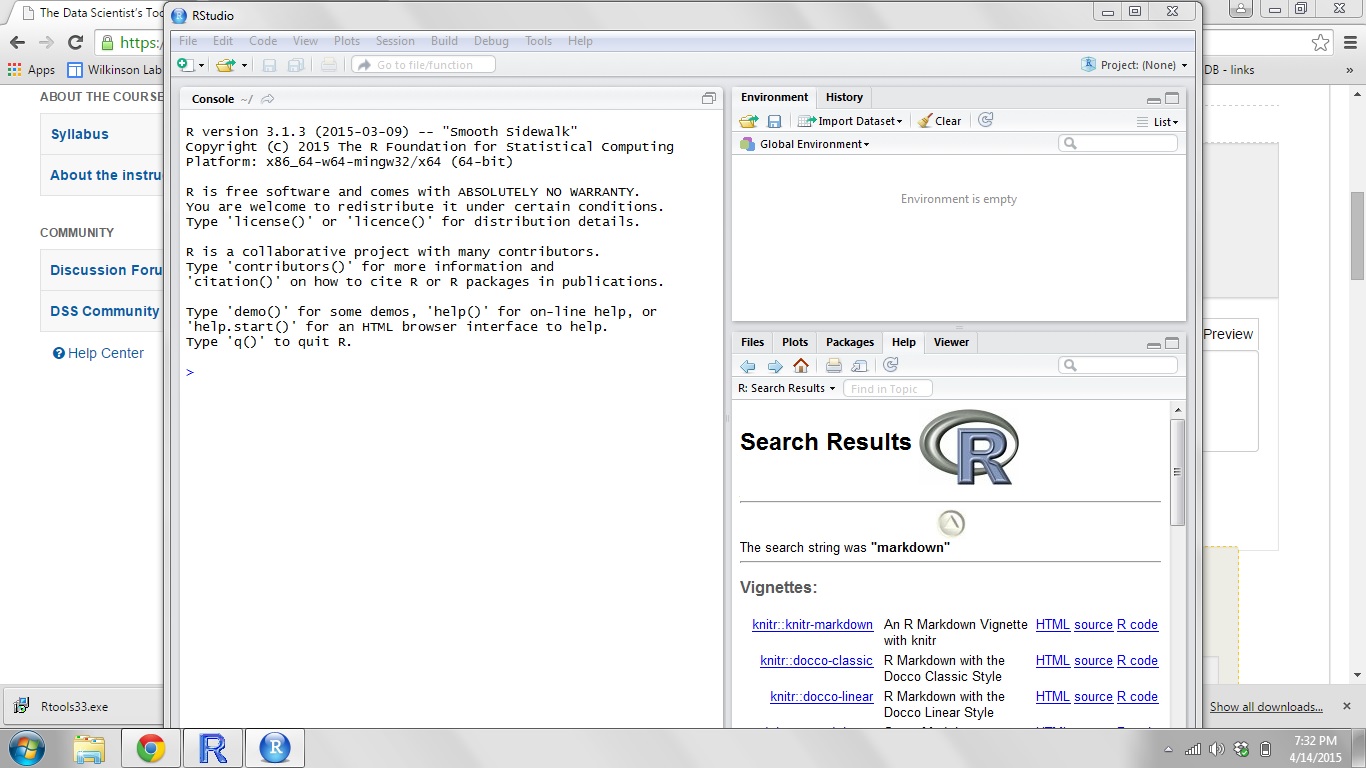 The Data Scientist's Too
RStudio
https:/
Apps
Wilkinson Lab
DB - links
»
File Edit Code View Plots Session Build Debug Tools Help
Go to file/function
Project: (None)
ABOUT THE COURSE
Syllabus
About the instru
COMMUNITY
Discussion Foru
DSS Community
Help Center
Console ~/
R version 3.1.3 (2015-03-09) -- "Smooth Sidewalk"
Copyright (C) 2015 The R Foundation for Statistical Computing
Platform: x86_64-w64-mingw32/x64 (64-bit)
R is free software and comes with ABSOLUTELY NO WARRANTY.
You are welcome to redistribute it under certain conditions.
Type 'license()' or 'licence()' for distribution details.
R is a collaborative project with many contributors.
Type 'contributors()' for more information and
'citation()' on how to cite R or R packages in publications.
Type 'demo()' for some demos, 'help()' for on-line help, or
'help.start()' for an HTML browser interface to help.
Type 'q()' to quit R.
>
Environment History
Import Dataset Clear List
Global Environment
Environment is empty
Files Plots Packages Help Viewer
R: Search Results Find in Topic
Search Results R
The search string was "markdown"
Vignettes:
knitr::knitr-markdown An R Markdown Vignette HTML source R code
with knitr
knitr::docco-classic R Markdown with the HTML source R code
Docco Classic Style
knitr::docco-linear R Markdown with the HTML source R code
Docco Linear Style
Preview
Rtools33.exe
Show all downloads...
7:32 PM
4/14/2015